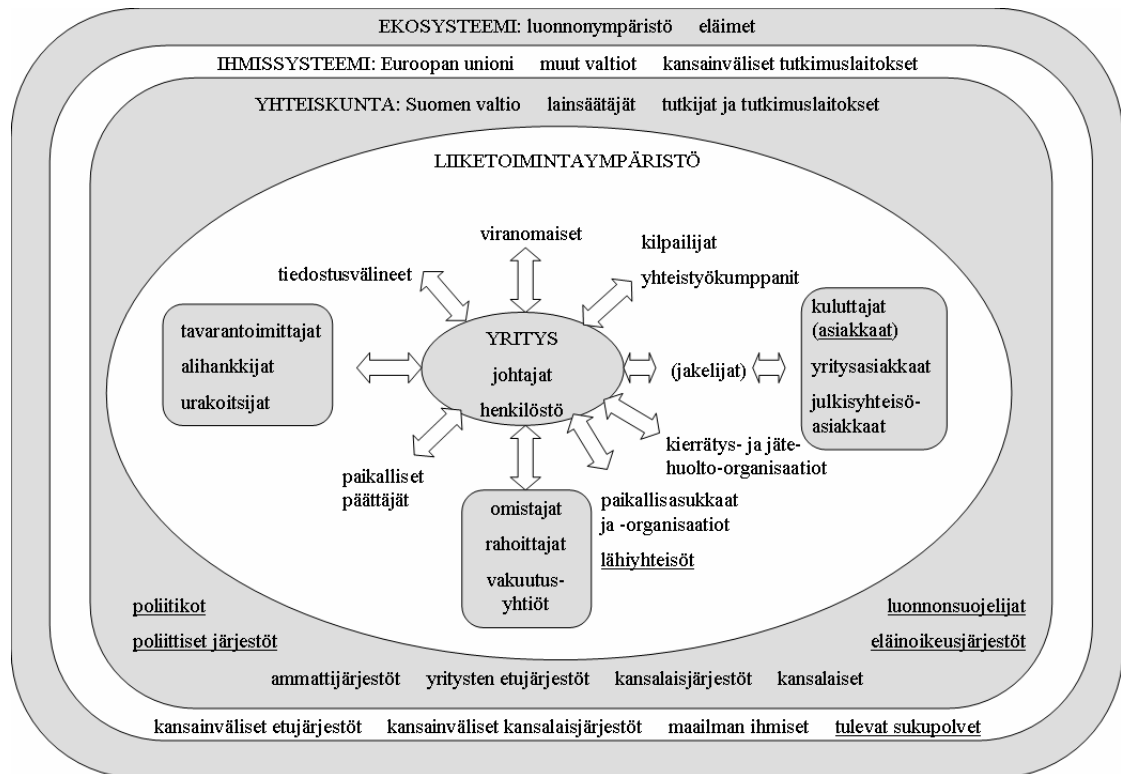 EKOSYSTEEMI: luonnonympäristö eläimet
IHMISSYSTEEMI: Euroopan unioni muut valtiot kansainväliset tutkimuslaitokset
YHTEISKUNTA: Suomen valtio lainsäätäjät tutkijat ja tutkimuslaitokset
LIIKETOIMINTAYMPÄRISTÖ
viranomaiset
kilpailijat
yhteistyökumppanit
tiedostusvälineet
tavarantoimittajat
alihankkijat
urakoitsijat
YRITYS
johtajat
henkilöstö
(jakelijat)
kuluttajat
(asiakkaat)
yritysasiakkaat
julkisyhteisö-
asiakkaat
kierrätys- ja jäte-
huolto-organisaatiot
paikalliset
päättäjät
omistajat
rahoittajat
vakuutus-
yhtiöt
paikallisasukkaat
ja -organisaatiot
lähiyhteisöt
poliitikot
poliittiset järjestöt
luonnonsuojelijat
eläinoikeusjärjestöt
ammattijärjestöt yritysten etujärjestöt kansalaisjärjestöt kansalaiset
kansainväliset etujärjestöt kansainväliset kansalaisjärjestöt maailman ihmiset tulevat sukupolvet